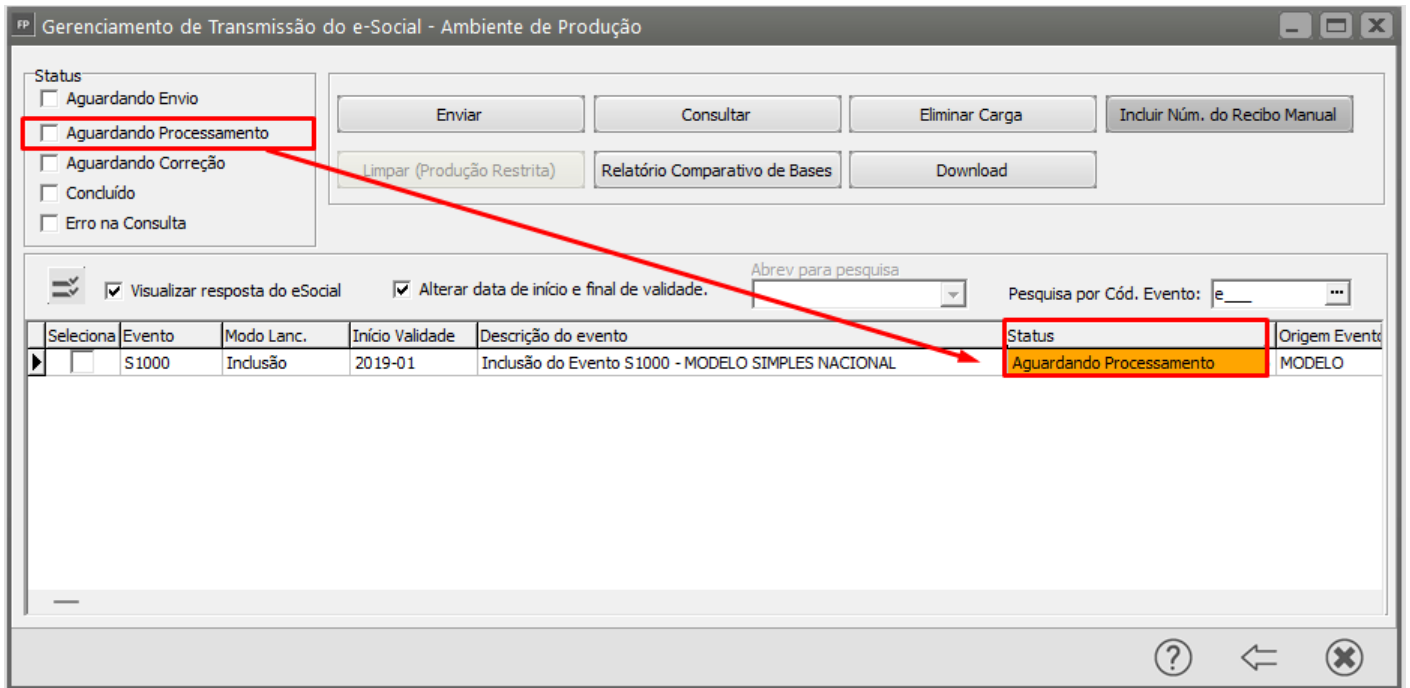 FP Gerenciamento de Transmissão do e-Social - Ambiente de Produção
Status
Aguardando Envio
Aguardando Processamento
Aguardando Correção
Concluído
Erro na Consulta
Enviar Consultar Eliminar Carga Incluir Núm. do Recibo Manual
Limpar (Produção Restrita) Relatório Comparativo de Bases Download
Abrev para pesquisa
Visualizar resposta do eSocial Alterar data de início e final de validade. Pesquisa por Cód. Evento: e___ ...
Seleciona Evento Modo Lanc. Início Validade Descrição do evento Status Origem Evento
S1000 Inclusão 2019-01 Inclusão do Evento S1000 - MODELO SIMPLES NACIONAL Aguardando Processamento MODELO
?